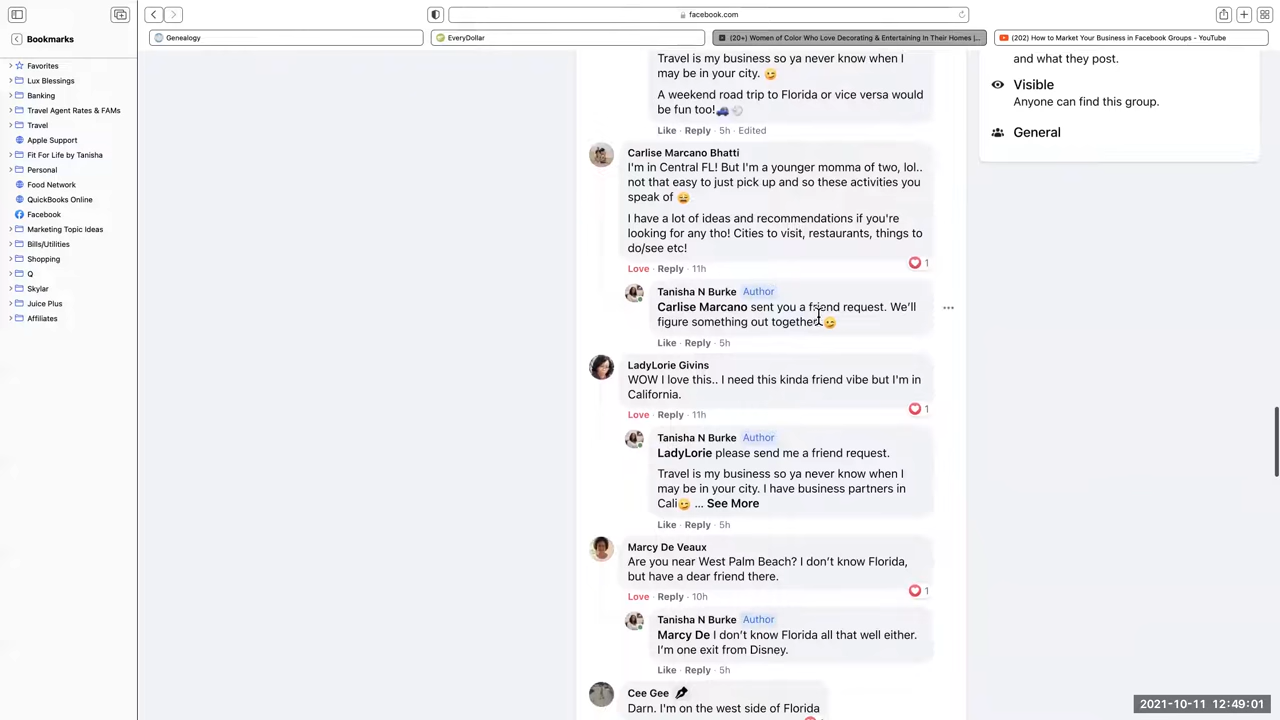 facebook.com
Bookmarks
Genealogy
EveryDollar
(20+) Women of Color Who Love Decorating & Entertaining In Their Homes |...
(202) How to Market Your Business in Facebook Groups - YouTube
Favorites
Lux Blessings
Banking
Travel Agent Rates & FAMs
Travel
Apple Support
Fit For Life by Tanisha
Personal
Food Network
QuickBooks Online
Facebook
Marketing Topic Ideas
Bills/Utilities
Shopping
Q
Skylar
Juice Plus
Affiliates
Travel is my business so ya never know when I
may be in your city. 😉
A weekend road trip to Florida or vice versa would
be fun too!🚙💨
Like · Reply · 5h · Edited
Carlise Marcano Bhatti
I'm in Central FL! But I'm a younger momma of two, lol..
not that easy to just pick up and so these activities you
speak of 😅
I have a lot of ideas and recommendations if you're
looking for any tho! Cities to visit, restaurants, things to
do/see etc!
Love · Reply · 11h
1
Tanisha N Burke Author
Carlise Marcano sent you a friend request. We'll
figure something out together😉
Like · Reply · 5h
LadyLorie Givins
WOW I love this.. I need this kinda friend vibe but I'm in
California.
Love · Reply · 11h
1
Tanisha N Burke Author
LadyLorie please send me a friend request.
Travel is my business so ya never know when I
may be in your city. I have business partners in
Cali😉 ... See More
Like · Reply · 5h
Marcy De Veaux
Are you near West Palm Beach? I don't know Florida,
but have a dear friend there.
Love · Reply · 10h
1
Tanisha N Burke Author
Marcy De I don't know Florida all that well either.
I'm one exit from Disney.
Like · Reply · 5h
Cee Gee
Darn. I'm on the west side of Florida
and what they post.
Visible
Anyone can find this group.
General
2021-10-11 12:49:01